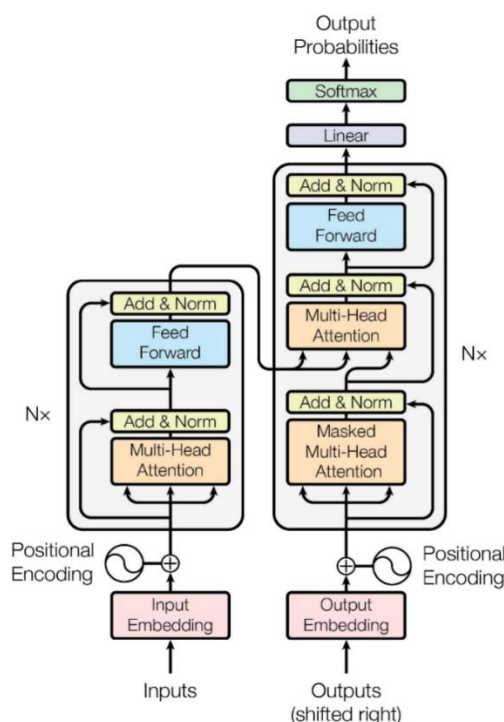 Output
Probabilities
Softmax
Linear
Add & Norm
Feed
Forward
Add & Norm
Multi-Head
Attention
Add & Norm
Masked
Multi-Head
Attention
N×
Positional
Encoding
Output
Embedding
Outputs
(shifted right)
Add & Norm
Feed
Forward
Add & Norm
Multi-Head
Attention
N×
Positional
Encoding
Input
Embedding
Inputs